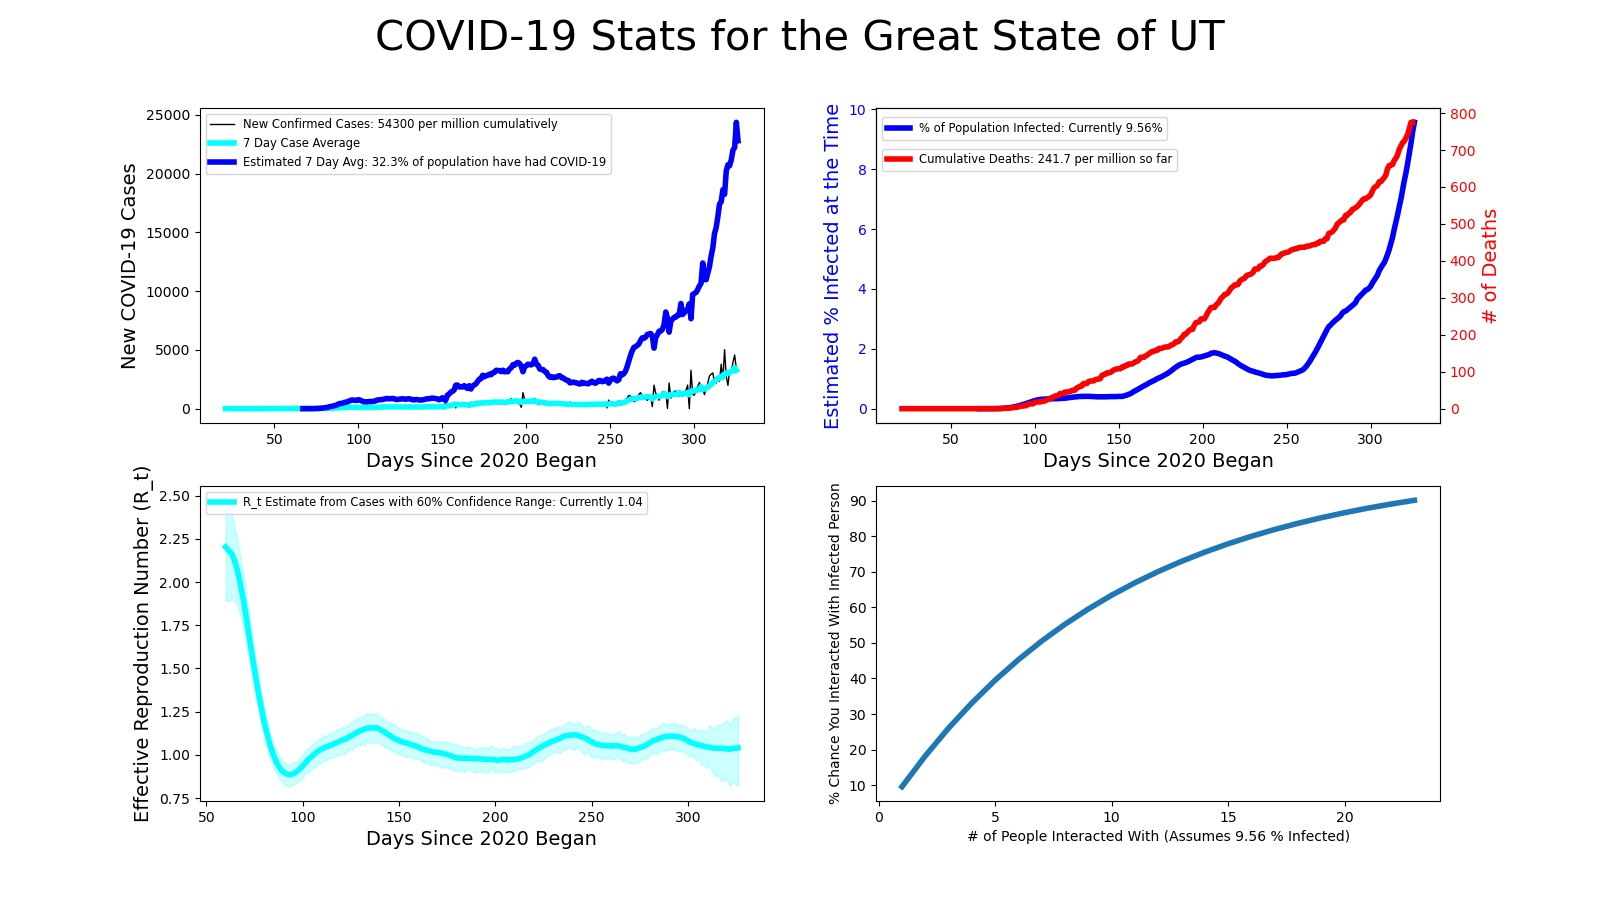 COVID-19 Stats for the Great State of UT
New COVID-19 Cases
25000
20000
15000
10000
5000
0
New Confirmed Cases: 54300 per million cumulatively
7 Day Case Average
Estimated 7 Day Avg: 32.3% of population have had COVID-19
50 100 150 200 250 300
Days Since 2020 Began
Estimated % Infected at the Time
10
8
6
4
2
0
% of Population Infected: Currently 9.56%
Cumulative Deaths: 241.7 per million so far
800
700
600
500
400
300
200
100
0
# of Deaths
50 100 150 200 250 300
Days Since 2020 Began
Effective Reproduction Number (R_t)
2.50
2.25
2.00
1.75
1.50
1.25
1.00
0.75
R_t Estimate from Cases with 60% Confidence Range: Currently 1.04
50 100 150 200 250 300
Days Since 2020 Began
% Chance You Interacted With Infected Person
90
80
70
60
50
40
30
20
10
0 5 10 15 20
# of People Interacted With (Assumes 9.56 % Infected)